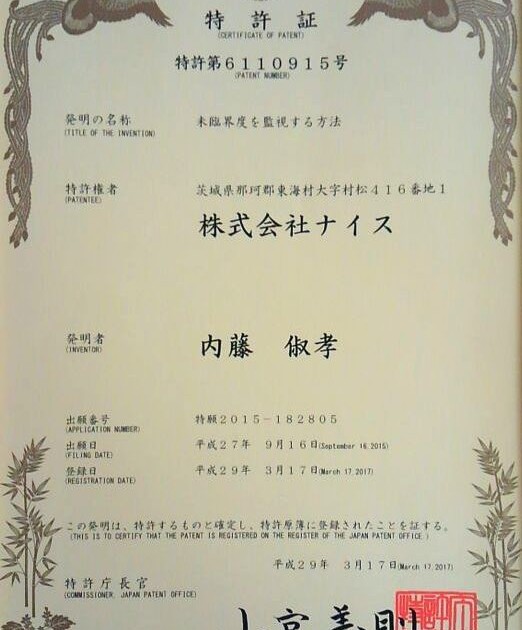 特許証
(CERTIFICATE OF PATENT)
特許第6110915号
(PATENT NUMBER)
発明の名称 未臨界度を監視する方法
(TITLE OF THE INVENTION)
特許権者 茨城県那珂郡東海村大字村松416番地1
(PATENTEE)
株式会社ナイス
発明者 内藤 俶孝
(INVENTOR)
出願番号 特願2015-182805
(APPLICATION NUMBER)
出願日 平成27年 9月16日(September 16,2015)
(FILING DATE)
登録日 平成29年 3月17日(March 17,2017)
(REGISTRATION DATE)
この発明は、特許するものと確定し、特許原簿に登録されたことを証する。
(THIS IS TO CERTIFY THAT THE PATENT IS REGISTERED ON THE REGISTER OF THE JAPAN PATENT OFFICE.)
平成29年 3月17日(March 17,2017)
特許庁長官
(COMMISSIONER, JAPAN PATENT OFFICE)